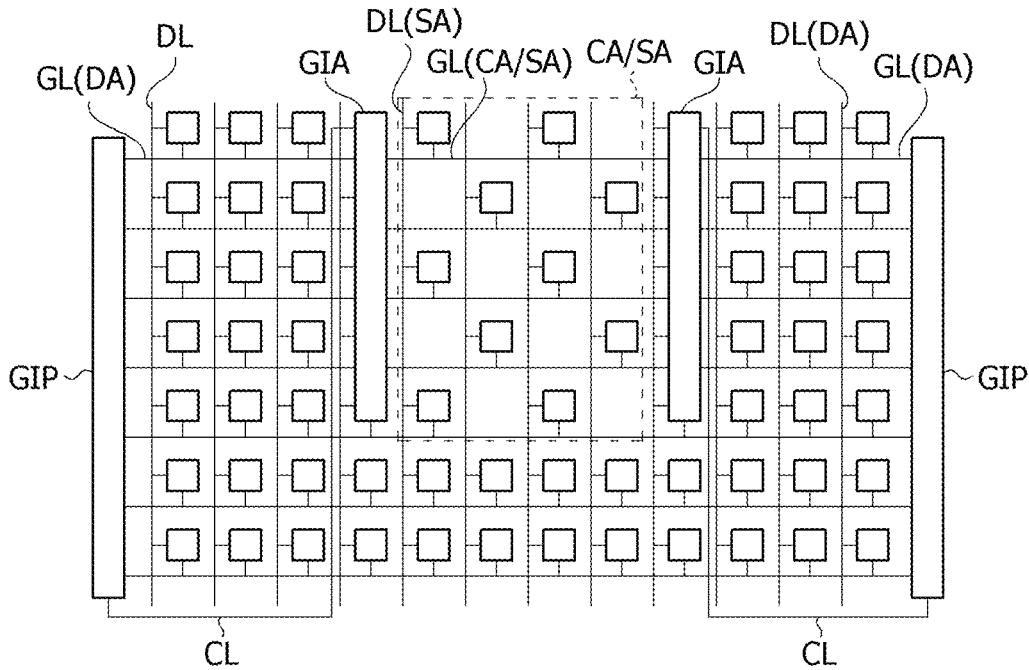 DL
DL(SA)
CA/SA
DL(DA)
GL(DA)
GIA
GL(CA/SA)
GIA
GL(DA)
GIP
GIP
CL
CL